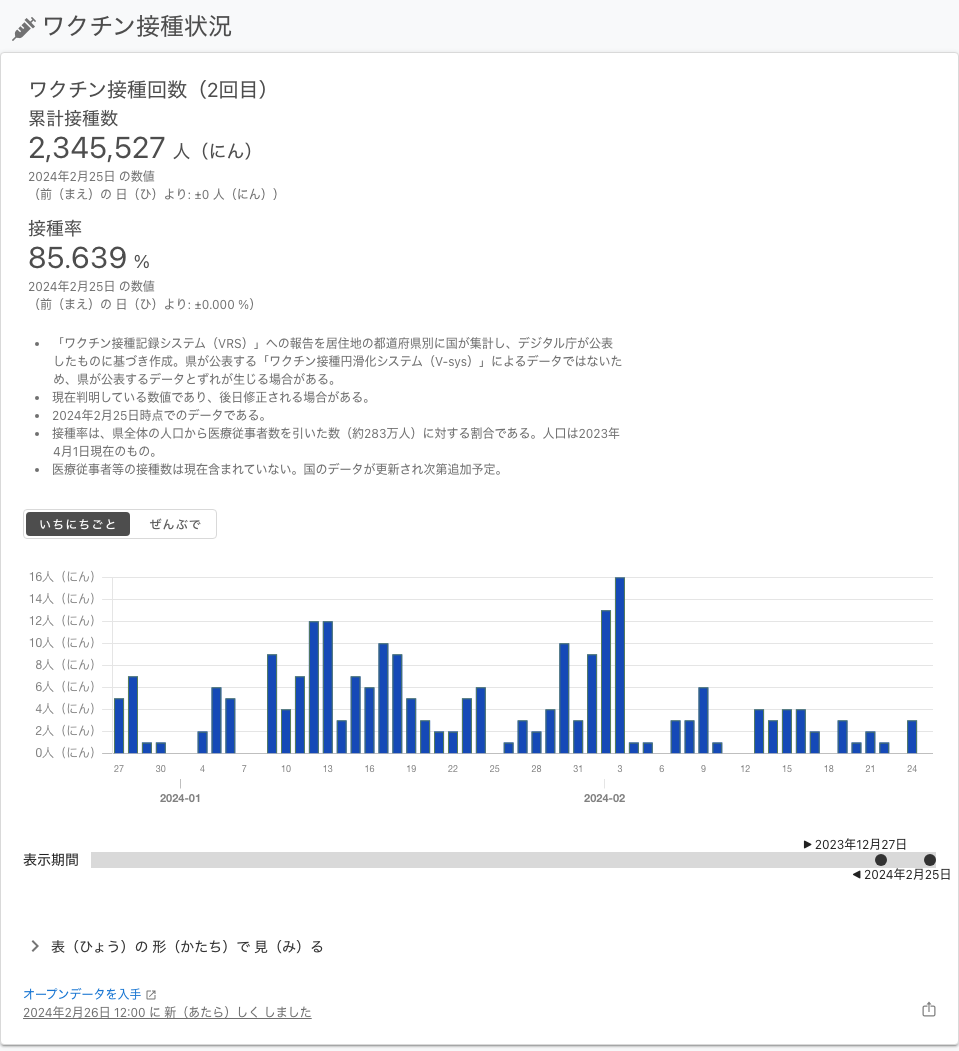 ワクチン接種状況
ワクチン接種回数（2回目）
累計接種数
2,345,527 人（にん）
2024年2月25日 の数値
（前（まえ）の 日（ひ）より: ±0 人（にん））
接種率
85.639 %
2024年2月25日 の数値
（前（まえ）の 日（ひ）より: ±0.000 %）
• 「ワクチン接種記録システム（VRS）」への報告を居住地の都道府県別に国が集計し、デジタル庁が公表
したものに基づき作成。県が公表する「ワクチン接種円滑化システム（V-sys）」によるデータではないた
め、県が公表するデータとずれが生じる場合がある。
• 現在判明している数値であり、後日修正される場合がある。
• 2024年2月25日時点でのデータである。
• 接種率は、県全体の人口から医療従事者数を引いた数（約283万人）に対する割合である。人口は2023年
4月1日現在のもの。
• 医療従事者等の接種数は現在含まれていない。国のデータが更新され次第追加予定。
いちにちごと ぜんぶで
16人（にん）
14人（にん）
12人（にん）
10人（にん）
8人（にん）
6人（にん）
4人（にん）
2人（にん）
0人（にん）
27 30 4 7 10 13 16 19 22 25 28 31 3 6 9 12 15 18 21 24
2024-01 2024-02
2023年12月27日
表示期間
2024年2月25日
表（ひょう）の 形（かたち）で 見（み）る
オープンデータを入手
2024年2月26日 12:00 に 新（あたら）しく しました